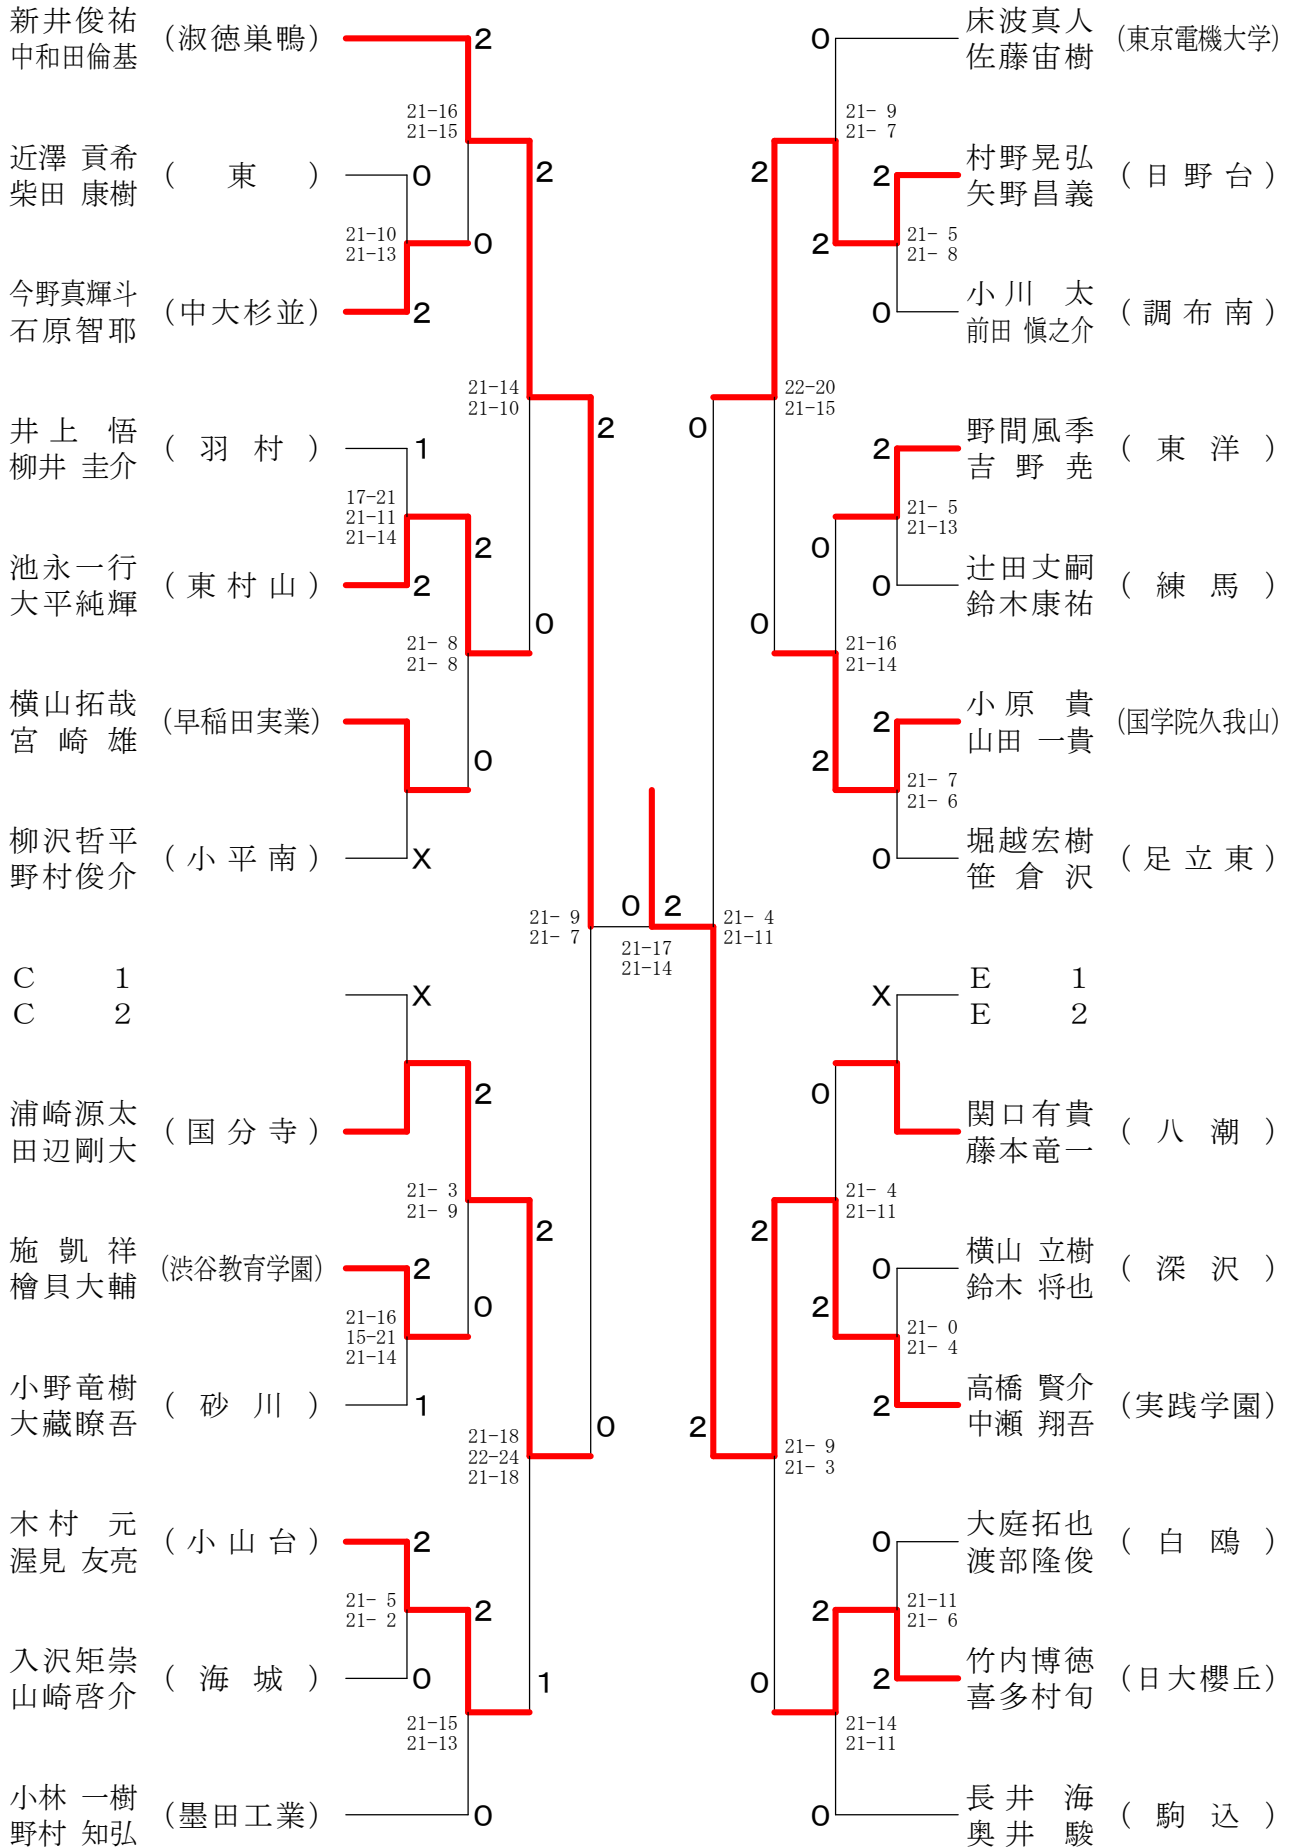 新井俊祐
中和田倫基
(淑徳巣鴨)
2
21-16
21-15
近澤 貢希
柴田 康樹
( 東 )
0
2
21-10
21-13
0
今野真輝斗
石原智耶
(中大杉並)
2
21-14
21-10
井上 悟
柳井 圭介
( 羽村 )
1
2
17-21
21-11
21-14
2
池永一行
大平純輝
(東村山)
2
0
21- 8
21- 8
横山拓哉
宮崎雄
(早稲田実業)
0
柳沢哲平
野村俊介
(小平南)
X
21- 9
21- 7
0 2
21-17
21-14
C 1
C 2
X
浦崎源太
田辺剛大
(国分寺)
2
21- 3
21- 9
2
施凱祥
檜貝大輔
(渋谷教育学園)
2
0
21-16
15-21
21-14
小野竜樹
大藏瞭吾
( 砂川 )
1
0
21-18
22-24
21-18
木村 元
渥見 友亮
(小山台)
2
21- 5
21- 2
2
入沢矩崇
山崎啓介
( 海城 )
0
1
21-15
21-13
小林 一樹
野村 知弘
(墨田工業)
0
0
床波真人
佐藤宙樹
(東京電機大学)
21- 9
21- 7
2
2
村野晃弘
矢野昌義
(日野台)
2
21- 5
21- 8
0
小川 太
前田 愼之介
(調布南)
22-20
21-15
0
2
野間風季
吉野尭
( 東洋 )
21- 5
21-13
0
0
辻田丈嗣
鈴木康祐
( 練馬 )
0
21-16
21-14
2
小原 貴
山田 一貴
(国学院久我山)
2
21- 7
21- 6
0
堀越宏樹
笹倉沢
(足立東)
21- 4
21-11
X
E 1
E 2
0
関口有貴
藤本竜一
( 八潮 )
21- 4
21-11
2
0
横山 立樹
鈴木 将也
( 深沢 )
2
21- 0
21- 4
2
高橋 賢介
中瀬 翔吾
(実践学園)
2
21- 9
21- 3
0
大庭拓也
渡部隆俊
( 白鴎 )
2
21-11
21- 6
2
竹内博徳
喜多村旬
(日大櫻丘)
0
21-14
21-11
0
長井 海
奥井 駿
( 駒込 )